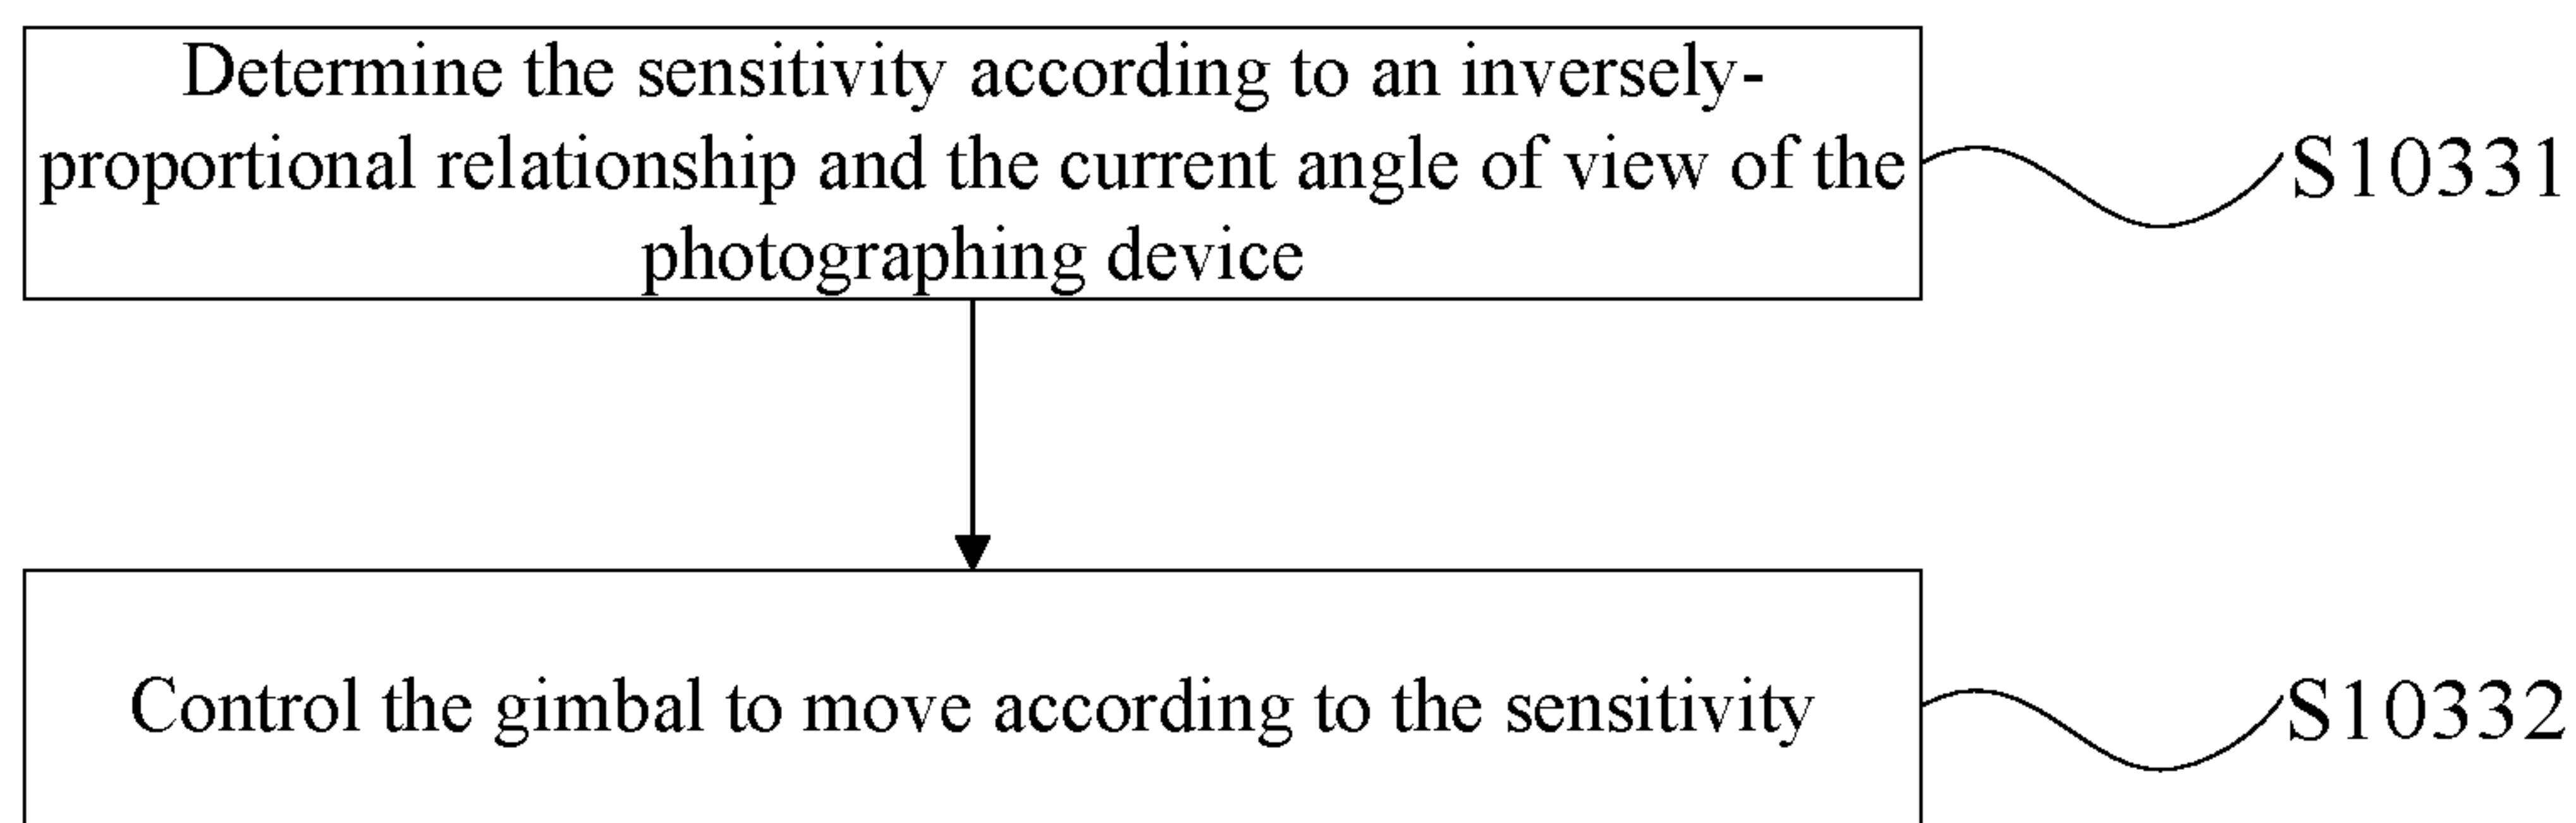 Determine the sensitivity according to an inversely-
proportional relationship and the current angle of view of the
photographing device
S10331
Control the gimbal to move according to the sensitivity
S10332